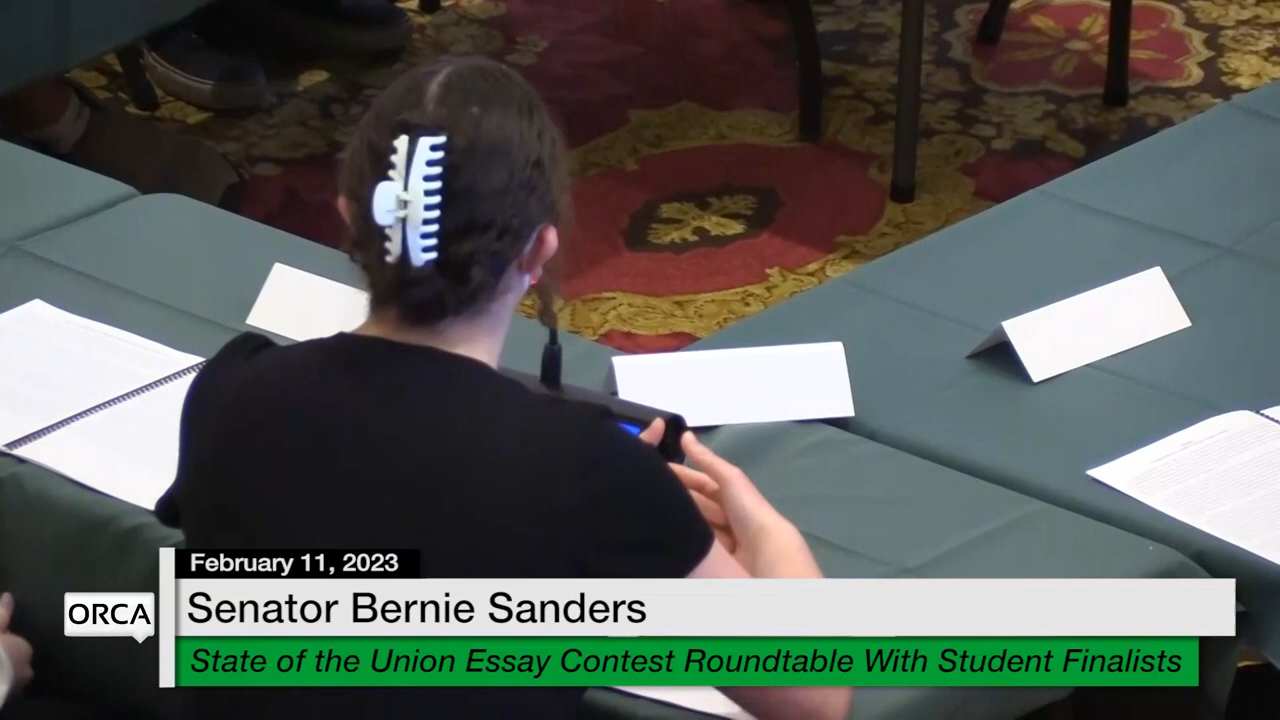 February 11, 2023
Senator Bernie Sanders
ORCA
State of the Union Essay Contest Roundtable With Student Finalists